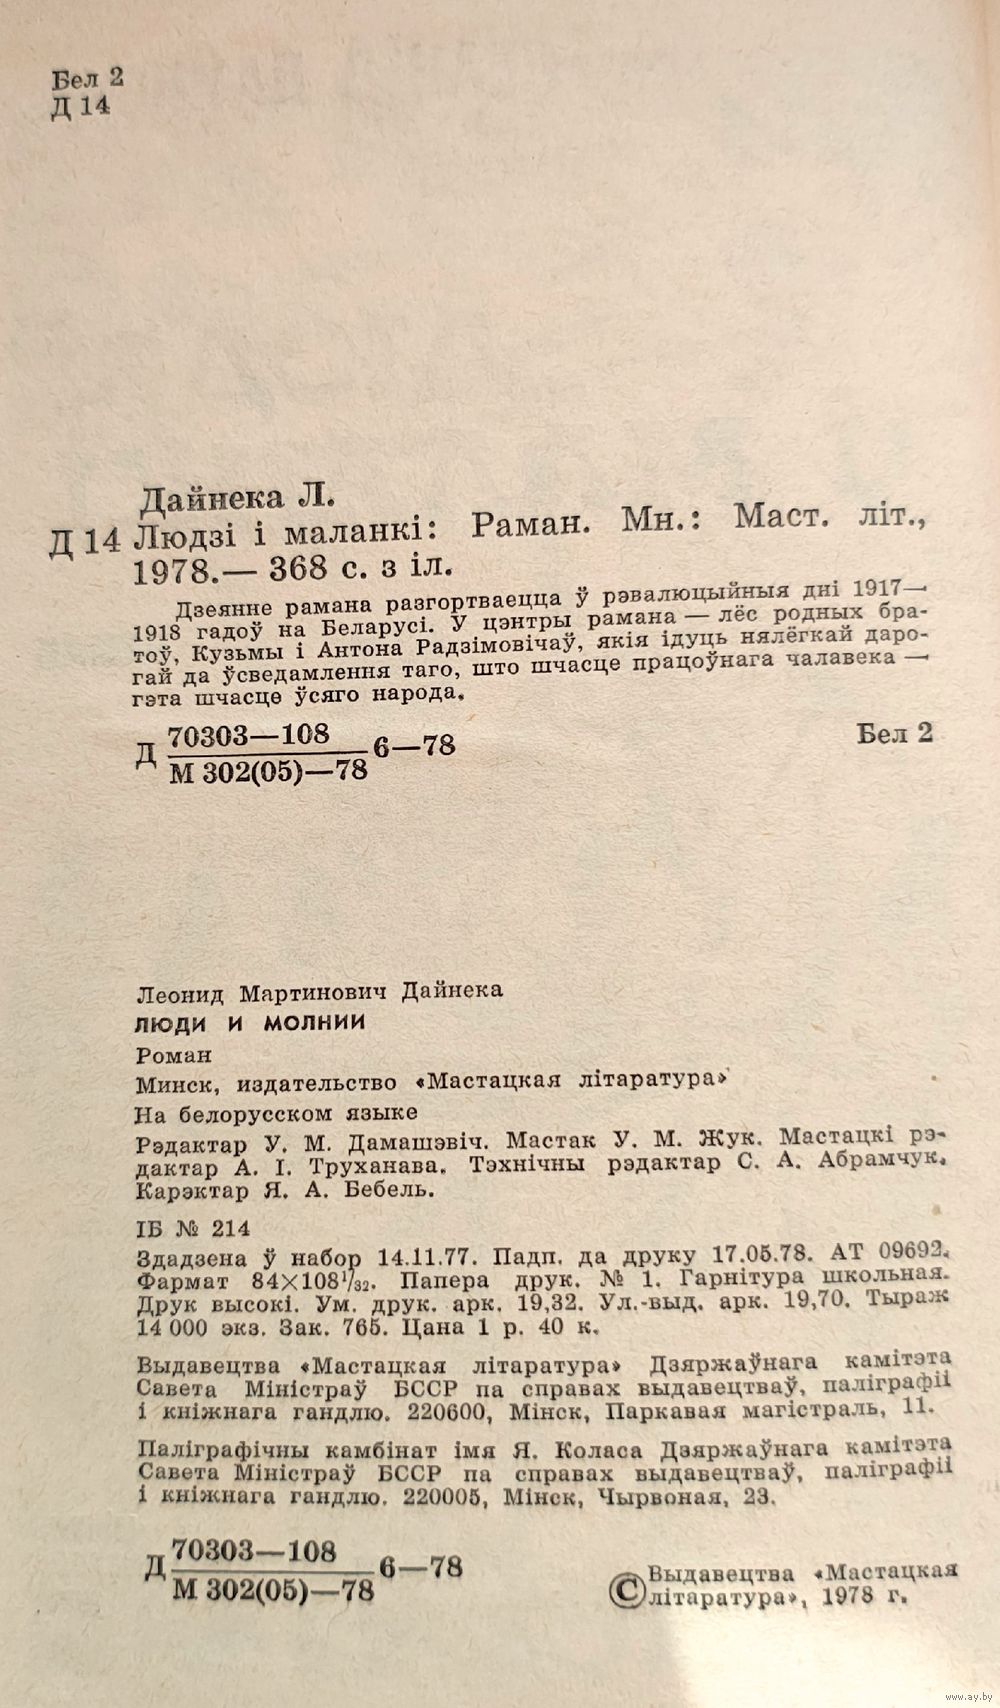 Бел 2
Д 14
Дайнека Л.
Д 14 Людзі і маланкі: Раман. Мн.: Маст. літ.,
1978.— 368 с. з іл.
Дзеянне рамана разгортваецца ў рэвалюцыйныя дні 1917—
1918 гадоў на Беларусі. У цэнтры рамана — лёс родных бра-
тоў, Кузьмы і Антона Радзімовічаў, якія ідуць нялёгкай даро-
гай да ўсведамлення таго, што шчасце працоўнага чалавека —
гэта шчасце ўсяго народа.
Д 70303—108 6—78
М 302(05)—78
Бел 2
Леонид Мартинович Дайнека
ЛЮДИ И МОЛНИИ
Роман
Минск, издательство «Мастацкая літаратура»
На белорусском языке
Рэдактар У. М. Дамашэвіч. Мастак У. М. Жук. Мастацкі рэ-
дактар А. І. Труханава. Тэхнічны рэдактар С. А. Абрамчук.
Карэктар Я. А. Бебель.
ІБ № 214
Здадзена ў набор 14.11.77. Падп. да друку 17.05.78. АТ 09692.
Фармат 84×108¹/₃₂. Папера друк. № 1. Гарнітура школьная.
Друк высокі. Ум. друк. арк. 19,32. Ул.-выд. арк. 19,70. Тыраж
14 000 экз. Зак. 765. Цана 1 р. 40 к.
Выдавецтва «Мастацкая літаратура» Дзяржаўнага камітэта
Савета Міністраў БССР па справах выдавецтваў, паліграфіі
і кніжнага гандлю. 220600, Мінск, Паркавая магістраль, 11.
Паліграфічны камбінат імя Я. Коласа Дзяржаўнага камітэта
Савета Міністраў БССР па справах выдавецтваў, паліграфіі
і кніжнага гандлю. 220005, Мінск, Чырвоная, 23.
Д 70303—108 6—78
М 302(05)—78
© Выдавецтва «Мастацкая
літаратура», 1978 г.
www.ay.by